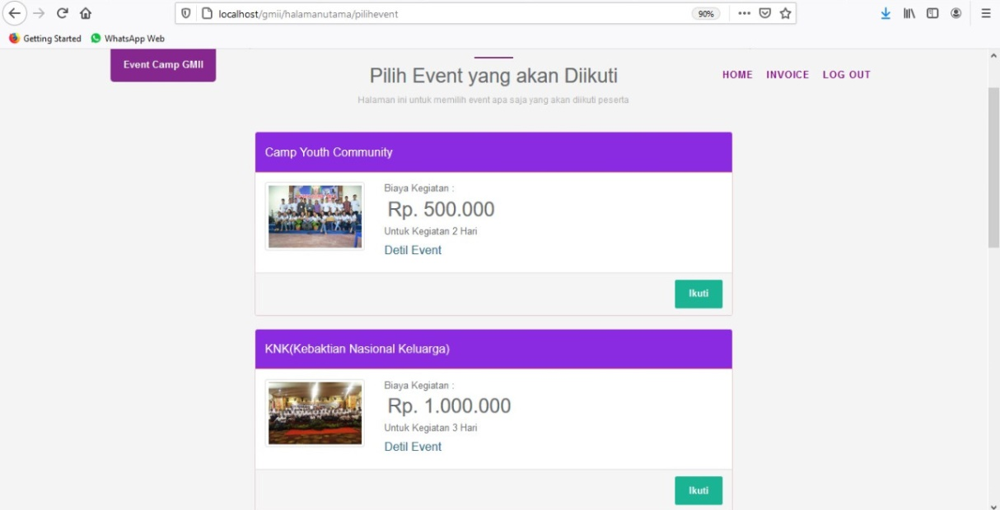 localhost/gmii/halamanutama/pilihevent
90%
Getting Started
WhatsApp Web
Event Camp GMII
Pilih Event yang akan Diikuti
HOME
INVOICE
LOG OUT
Halaman ini untuk memilih event apa saja yang akan diikuti peserta
Camp Youth Community
Biaya Kegiatan :
Rp. 500.000
Untuk Kegiatan 2 Hari
Detil Event
Ikuti
KNK(Kebaktian Nasional Keluarga)
Biaya Kegiatan :
Rp. 1.000.000
Untuk Kegiatan 3 Hari
Detil Event
Ikuti